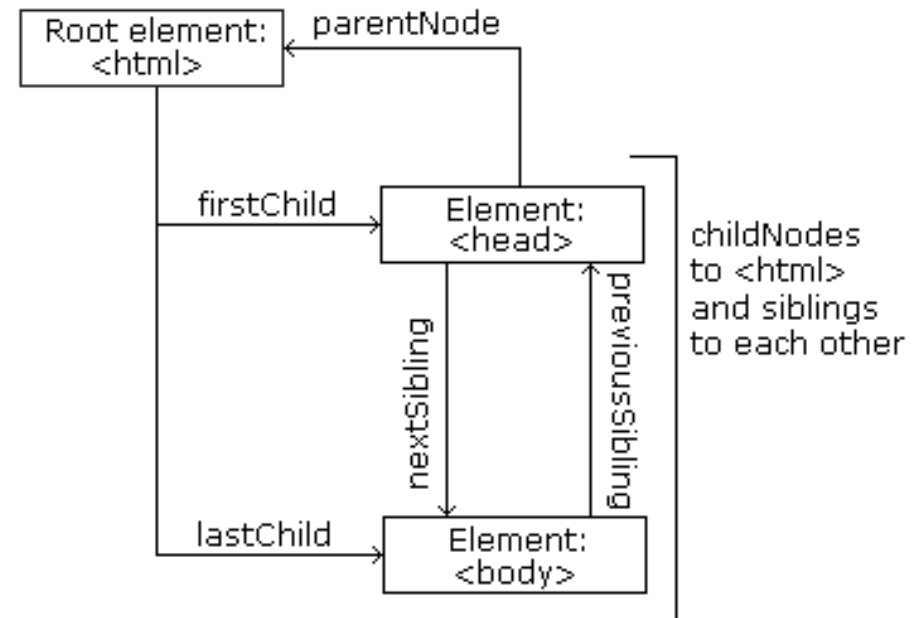 Root element:
<html>
parentNode
firstChild
Element:
<head>
childNodes
to <html>
and siblings
to each other
nextSibling
previousSibling
lastChild
Element:
<body>